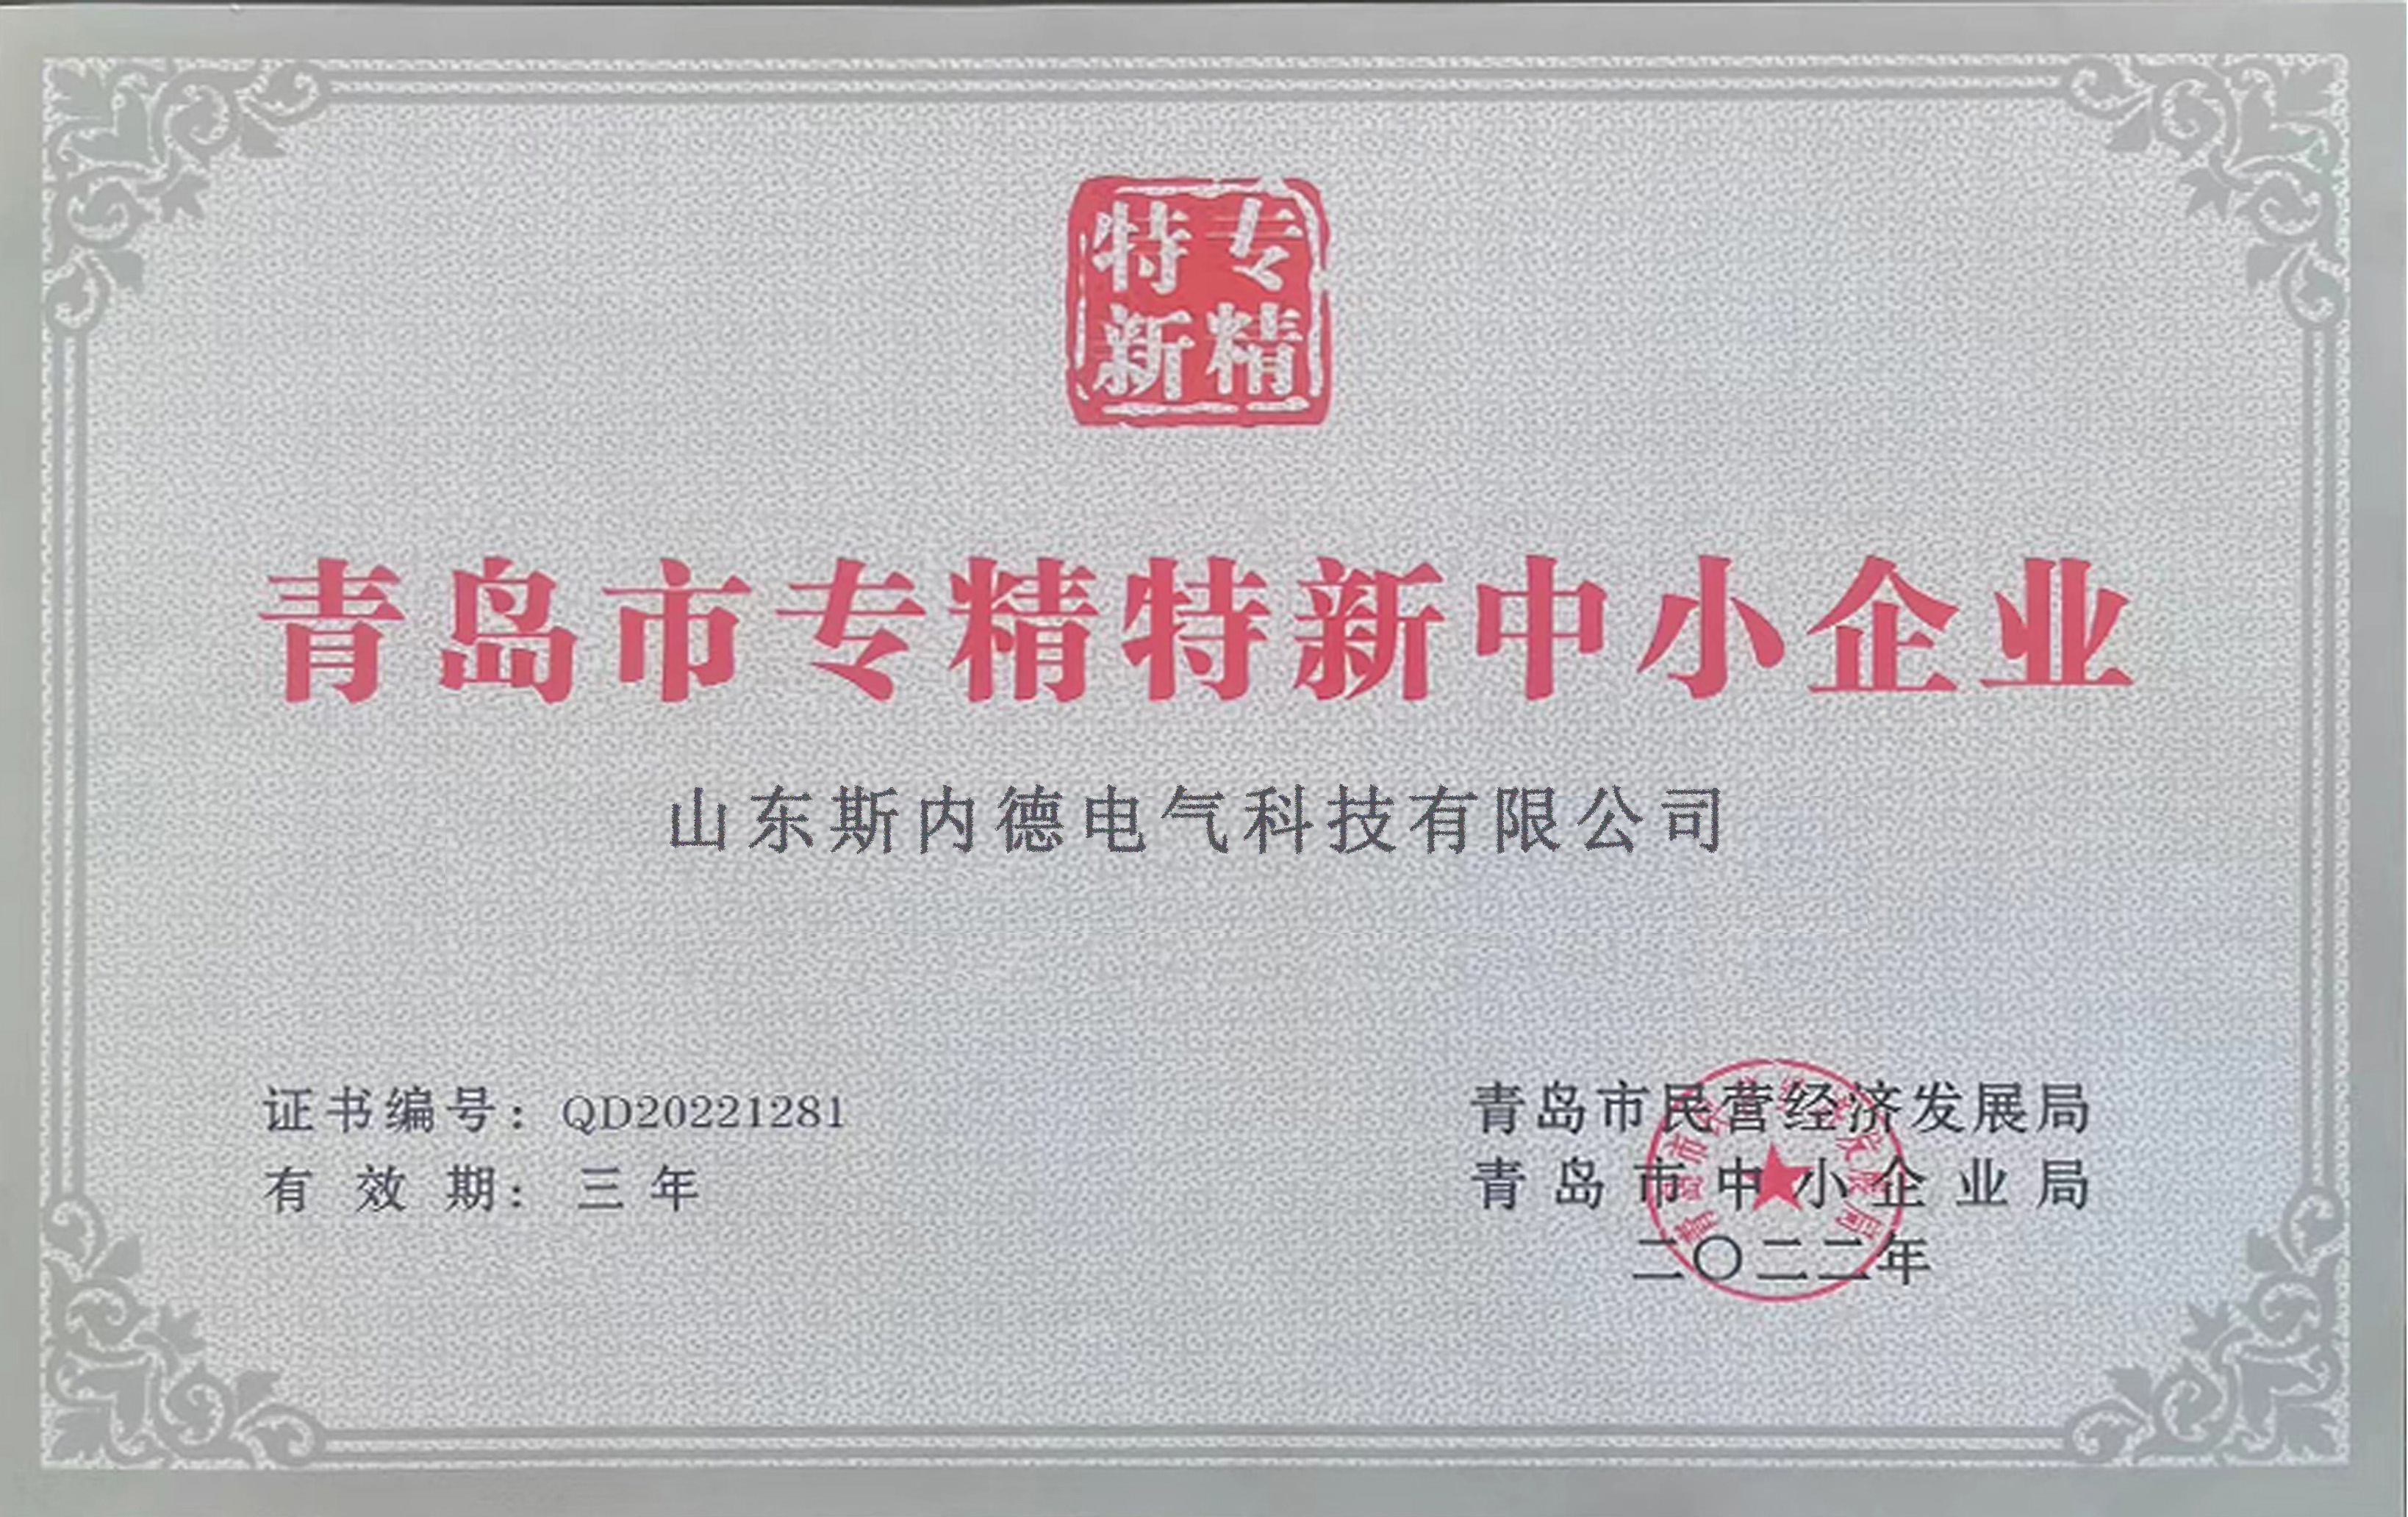 专精
特新
青岛市专精特新中小企业
山东斯内德电气科技有限公司
证书编号：QD20221281
有效期：三年
青岛市民营经济发展局
青岛市中小企业局
二〇二二年